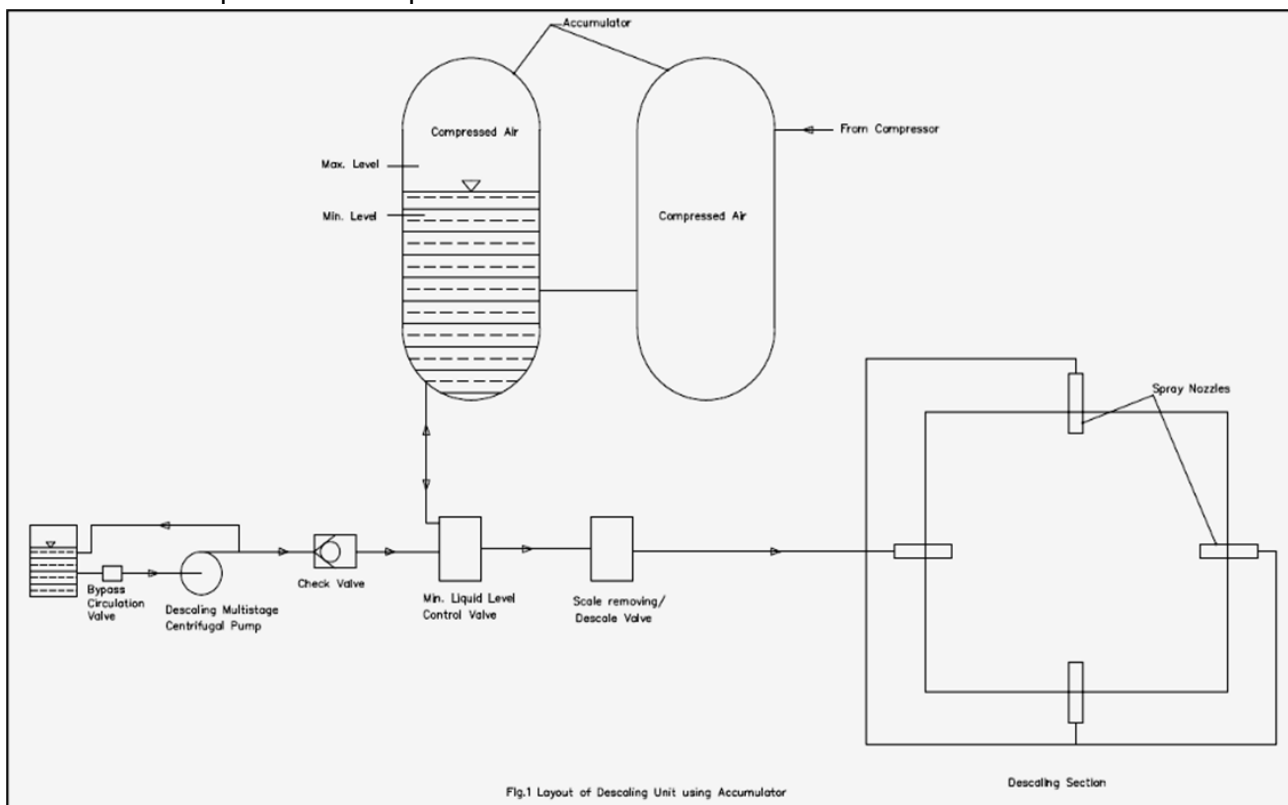 Accumulator
Compressed Air
From Compressor
Max. Level
Min. Level
Compressed Air
Spray Nozzles
Check Valve
Bypass
Circulation
Valve
Descaling Multistage
Centrifugal Pump
Min. Liquid Level
Control Valve
Scale removing/
Descale Valve
Descaling Section
Fig.1 Layout of Descaling Unit using Accumulator